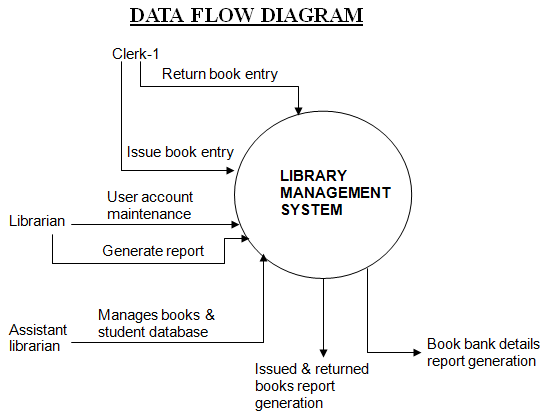 DATA FLOW DIAGRAM
Clerk-1
Return book entry
Issue book entry
LIBRARY
MANAGEMENT
SYSTEM
User account
maintenance
Librarian
Generate report
Manages books &
student database
Assistant
librarian
Issued & returned
books report
generation
Book bank details
report generation